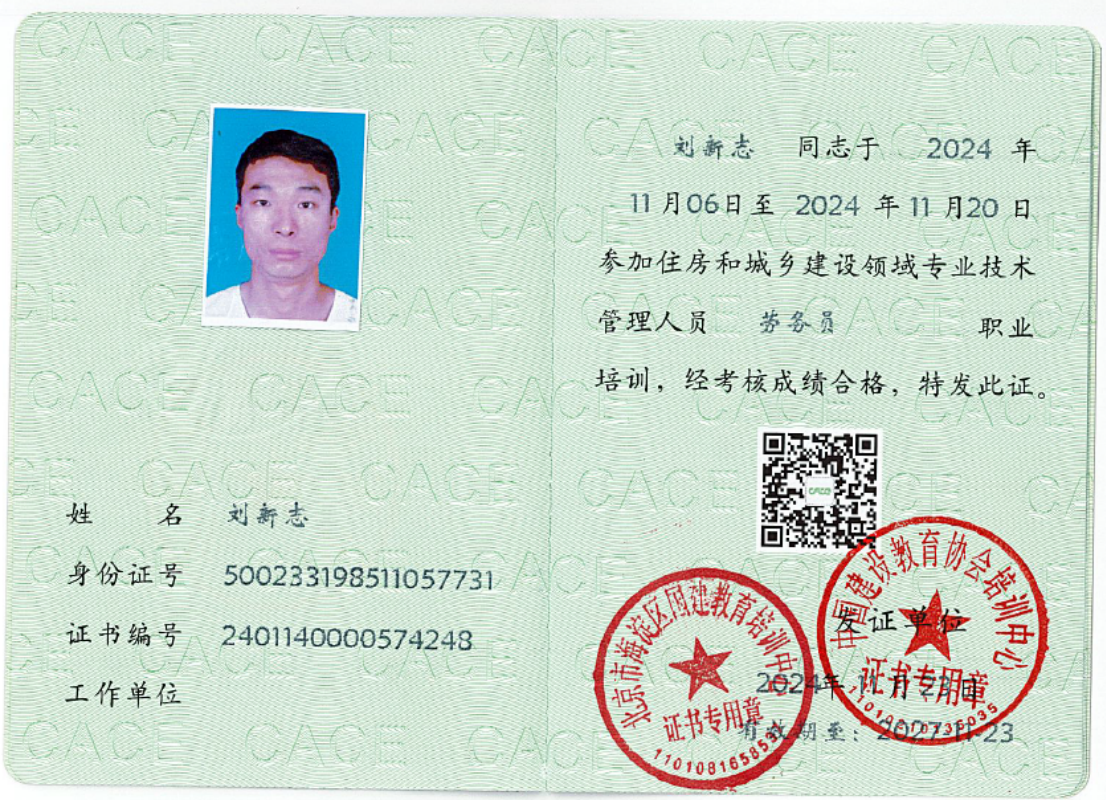 姓 名 刘新志
身份证号 500233198511057731
证书编号 2401140000574248
工作单位
刘新志 同志于 2024 年
11 月06日至 2024 年 11 月20 日
参加住房和城乡建设领域专业技术
管理人员 劳务员 职业
培训，经考核成绩合格，特发此证。
CACE
北京市海淀区国建教育培训中心
证书专用章
中国建设教育协会培训中心
证书专用章
发证单位
2024年 11 月 23 日
有效期至：2027-11-23